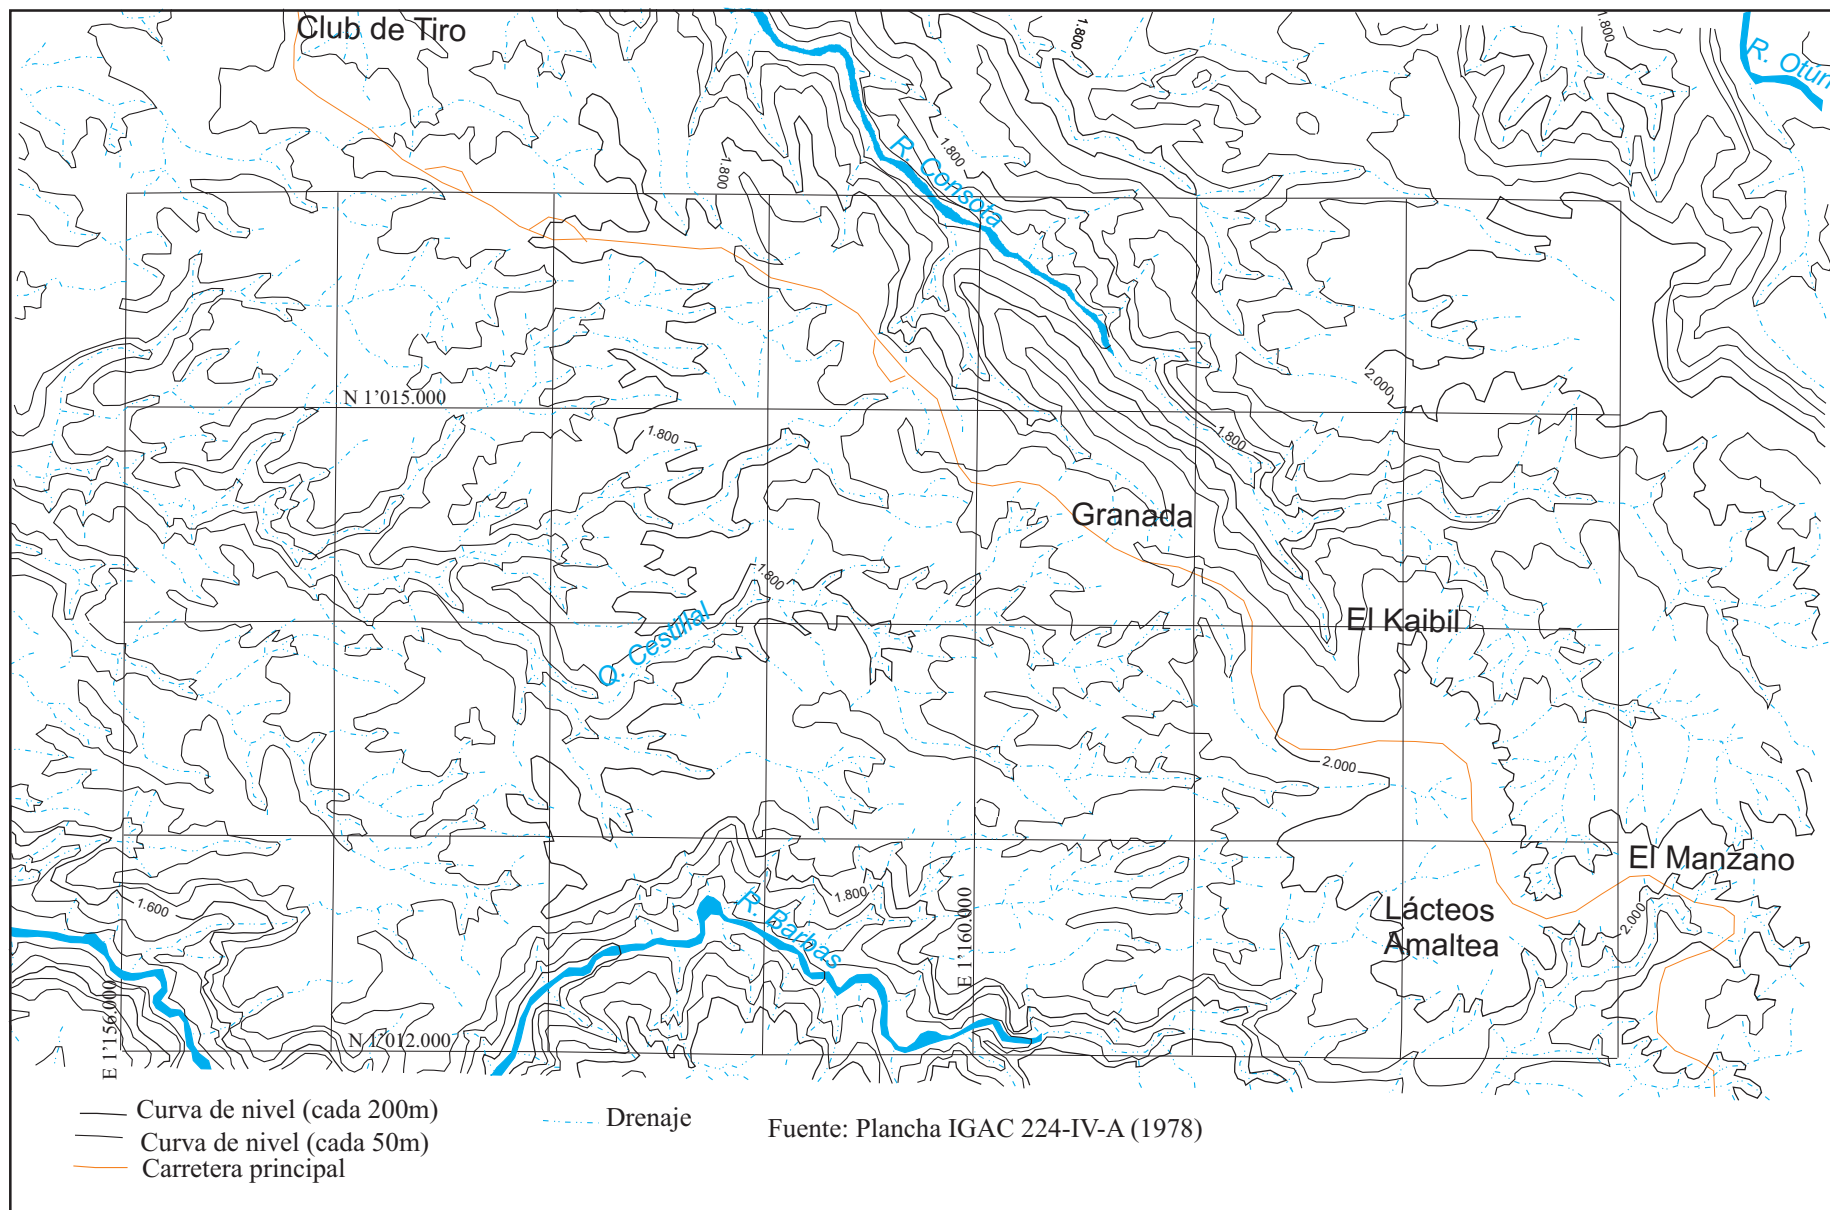 Club de Tiro
1.800
1.800
R. Otún
R. Consota
1.800
1.800
N 1'015.000
2.000
1.800
1.800
Granada
1.800
Q. Cestillal
El Kaibil
2.000
El Manzano
1.600
R. Barbas
1.800
E 1'160.000
Lácteos
Amaltea
2.000
E 1'156.000
N 1'012.000
Curva de nivel (cada 200m)
Curva de nivel (cada 50m)
Carretera principal
Drenaje
Fuente: Plancha IGAC 224-IV-A (1978)